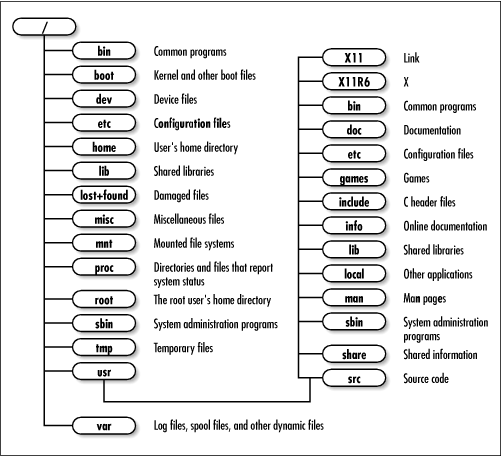 /
bin Common programs
boot Kernel and other boot files
dev Device files
etc Configuration files
home User's home directory
lib Shared libraries
lost+found Damaged files
misc Miscellaneous files
mnt Mounted file systems
proc Directories and files that report
system status
root The root user's home directory
sbin System administration programs
tmp Temporary files
usr
var Log files, spool files, and other dynamic files
X11 Link
X11R6 X
bin Common programs
doc Documentation
etc Configuration files
games Games
include C header files
info Online documentation
lib Shared libraries
local Other applications
man Man pages
sbin System administration
programs
share Shared information
src Source code